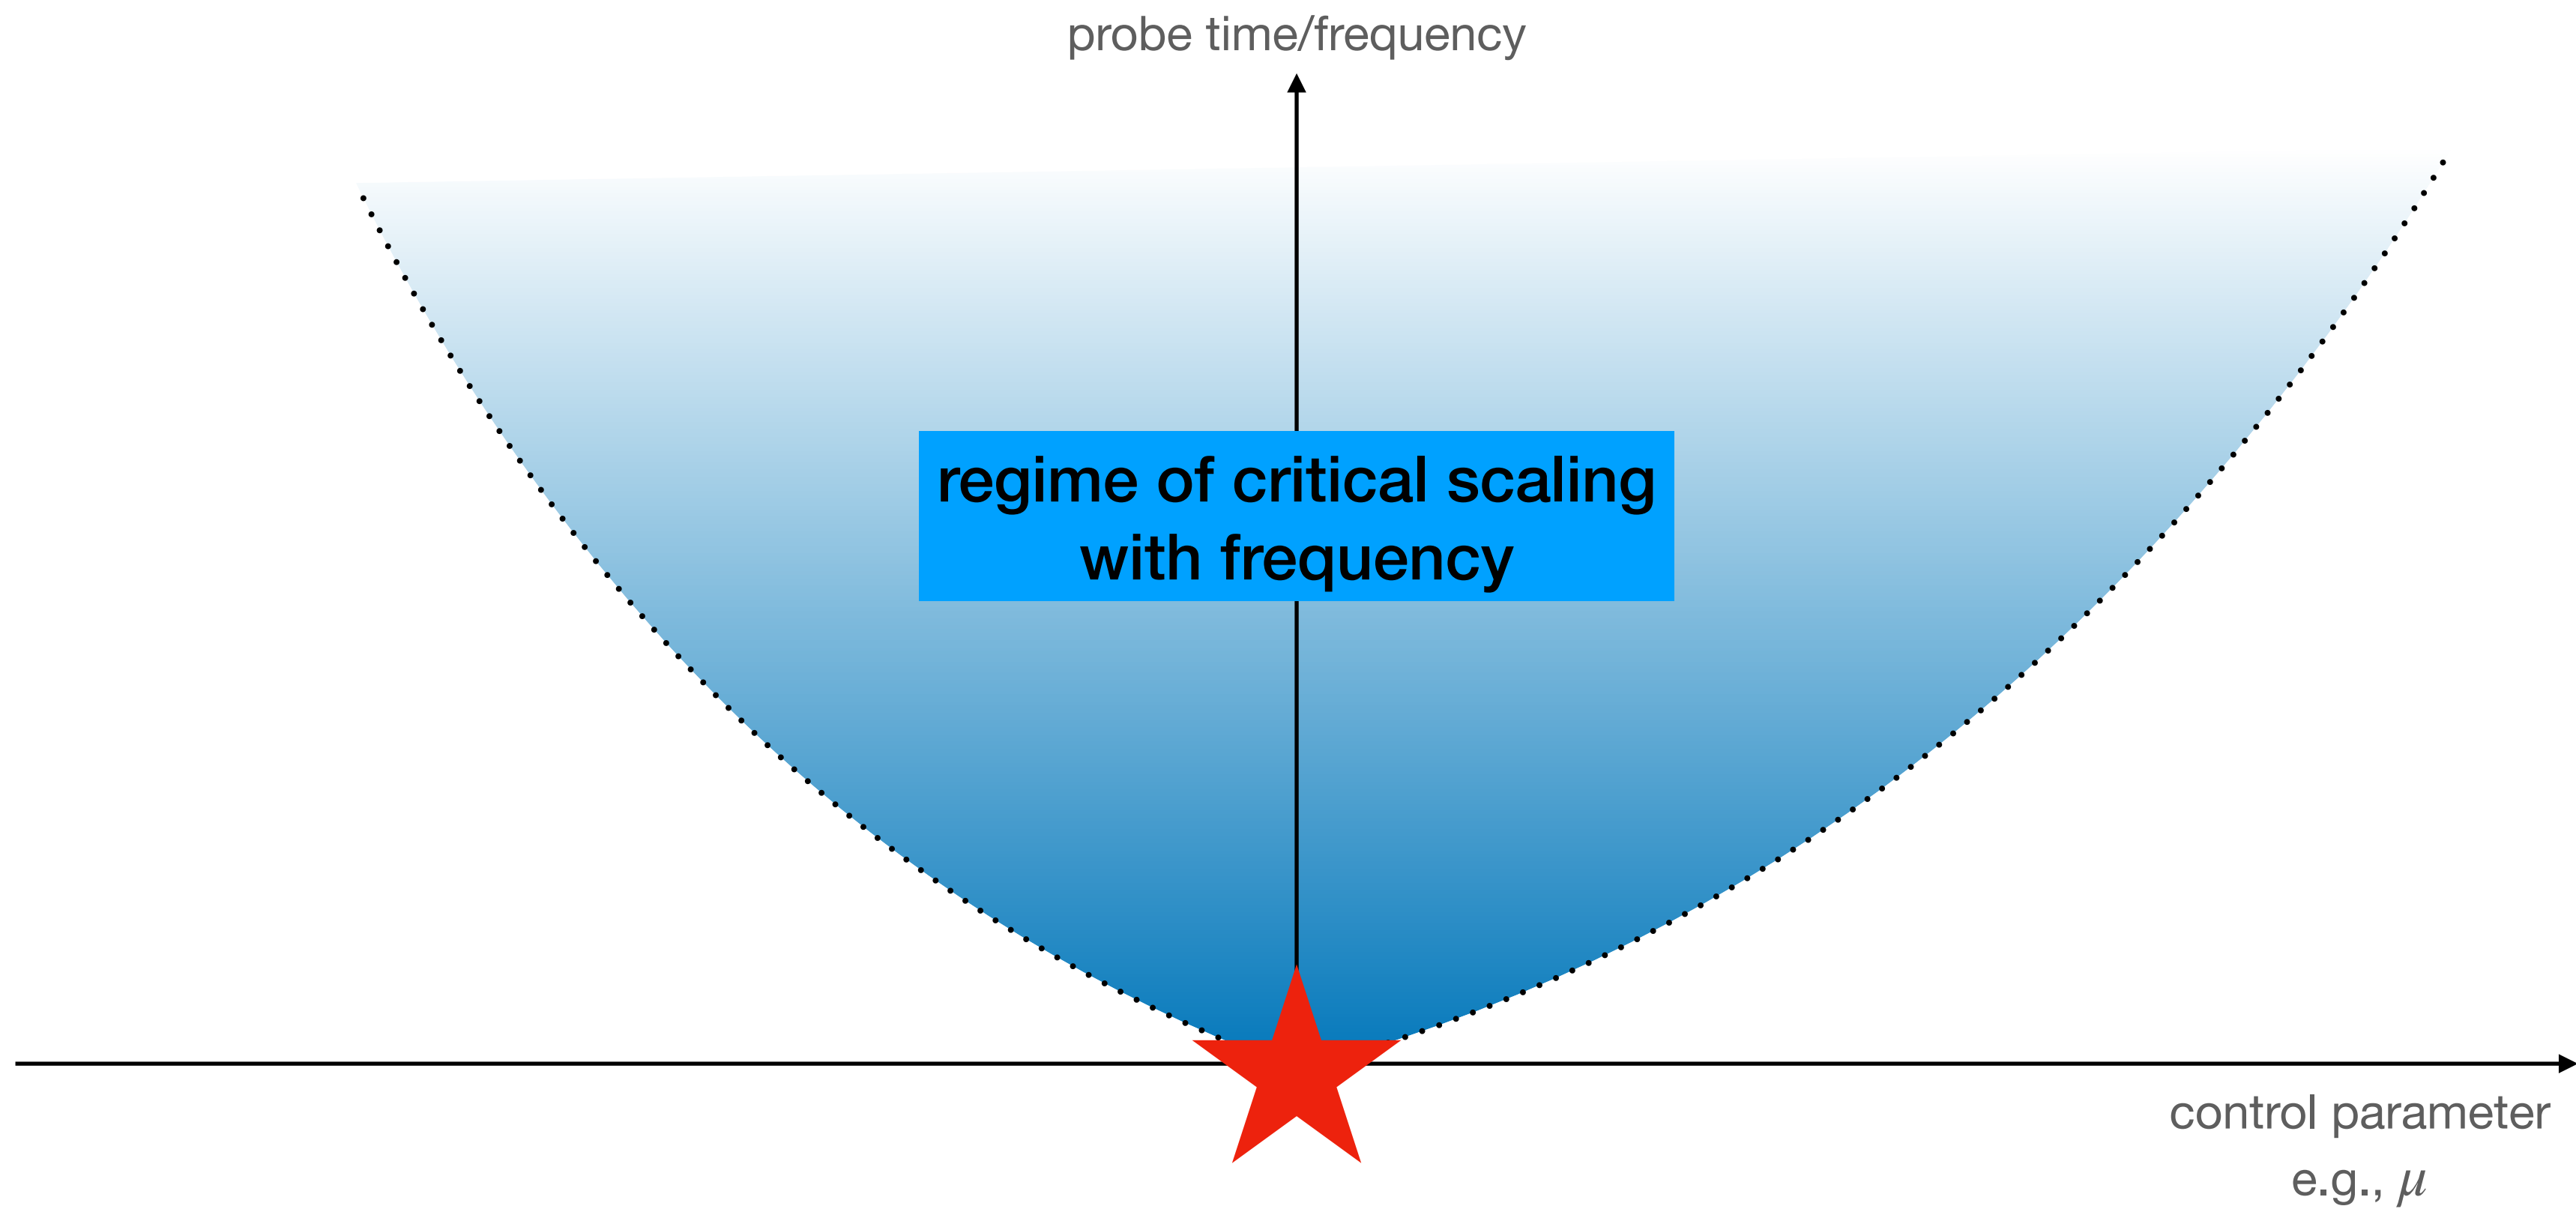 probe time/frequency
regime of critical scaling
with frequency
control parameter
e.g., μ